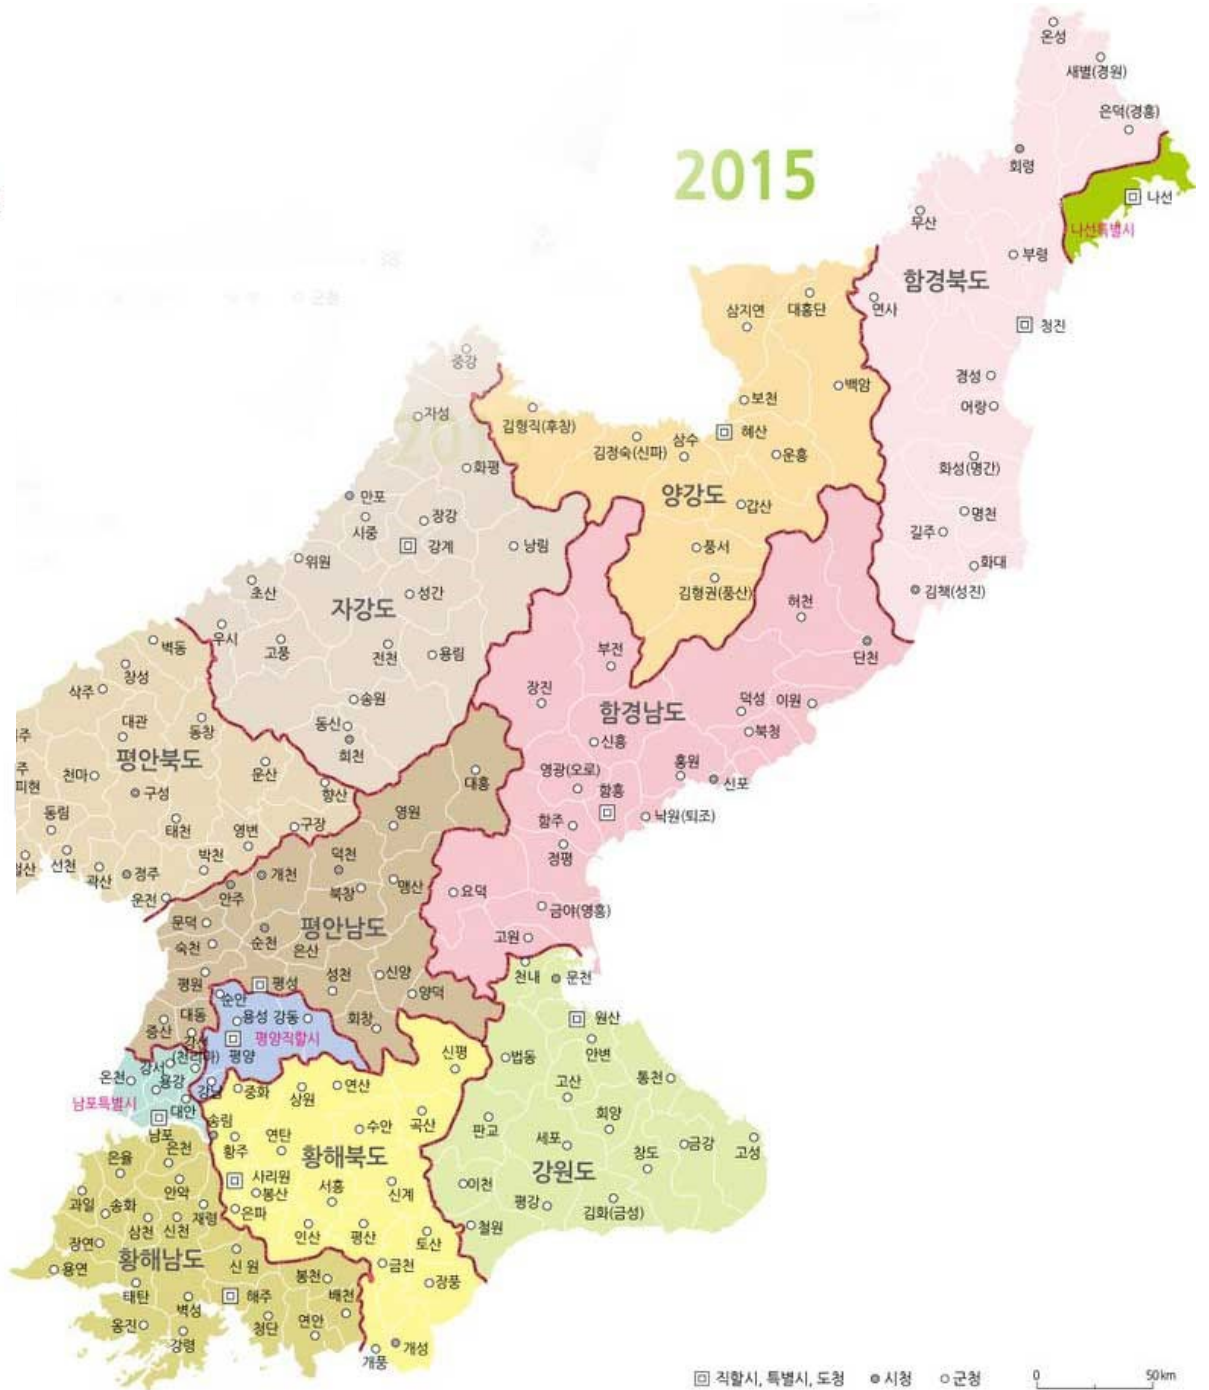 온성
새별(경원)
은덕(경흥)
2015
회령
나선
나선특별시
무산
부령
함경북도
연사
청진
삼지연
대홍단
중강
경성
백암
보천
어랑
자성
김형직(후창)
혜산
삼수
김정숙(신파)
운흥
화평
화성(명간)
만포
양강도
갑산
장강
시중
명천
길주
강계
낭림
풍서
위원
화대
초산
성간
김형권(풍산)
김책(성진)
자강도
허천
우시
벽동
고풍
전천
용림
부전
단천
창성
삭주
장진
송원
덕성
이원
대관
동창
동신
함경남도
북청
주
평안북도
희천
신흥
천마
운산
대흥
영광(오로)
홍원
신포
피현
구성
향산
함흥
동림
태천
영변
구장
영원
함주
낙원(퇴조)
선천
박천
덕천
정평
곽산
정주
개천
북창
맹산
운전
안주
요덕
금야(영흥)
문덕
평안남도
순천
은산
숙천
고원
평원
평성
성천
신양
천내
문천
순안
양덕
증산
대동
용성
강동
회창
원산
평양직할시
강서
(천리마)
평양
안변
온천
용강
신평
법동
통천
강남
중화
상원
연산
고산
남포특별시
대안
남포
송림
황주
연탄
수안
곡산
판교
회양
은천
은율
황해북도
세포
창도
금강
고성
강원도
사리원
봉산
서흥
신계
이천
안악
과일
송화
재령
은파
평강
김화(금성)
삼천
신천
인산
평산
토산
철원
장연
황해남도
신원
금천
용연
봉천
장풍
태탄
벽성
해주
배천
옹진
강령
청단
연안
개풍
개성
직할시, 특별시, 도청
시청
군청
0
50km